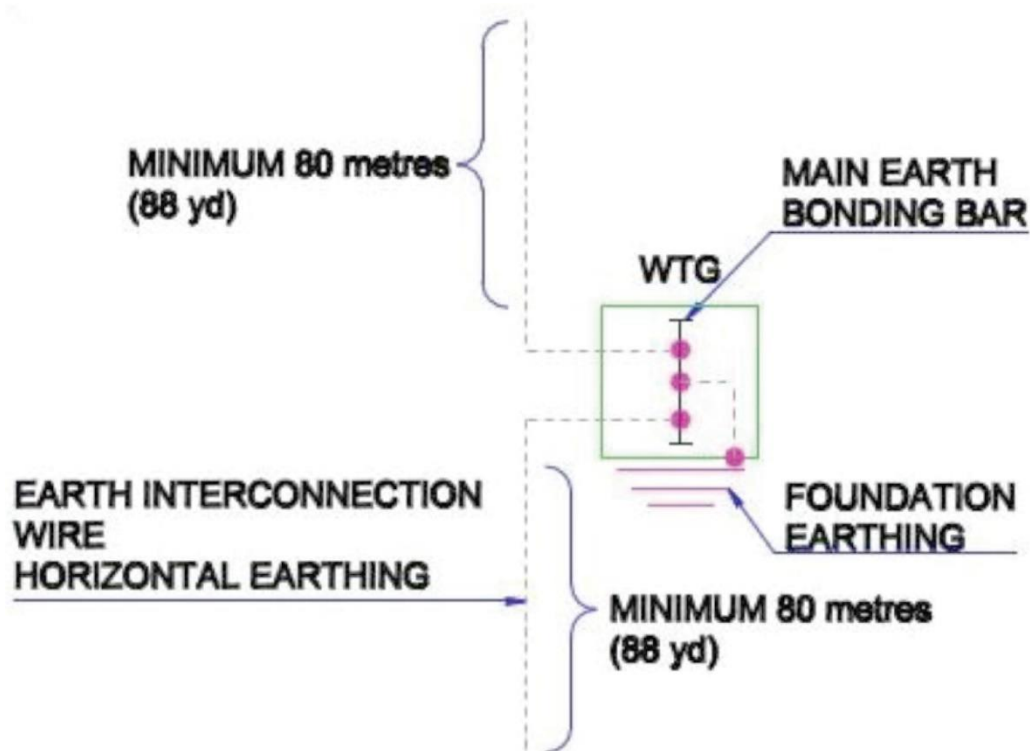 MINIMUM 80 metres
(88 yd)
MAIN EARTH
BONDING BAR
WTG
EARTH INTERCONNECTION
WIRE
HORIZONTAL EARTHING
FOUNDATION
EARTHING
MINIMUM 80 metres
(88 yd)